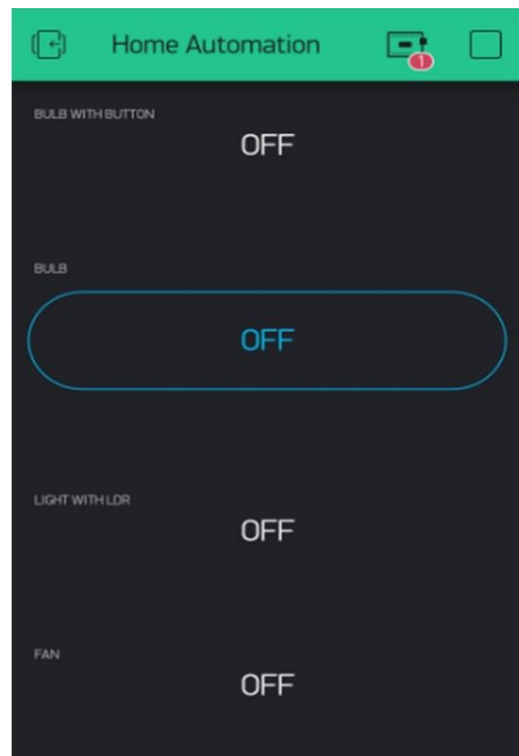 Home Automation
1
BULB WITH BUTTON
OFF
BULB
OFF
LIGHT WITH LDR
OFF
FAN
OFF